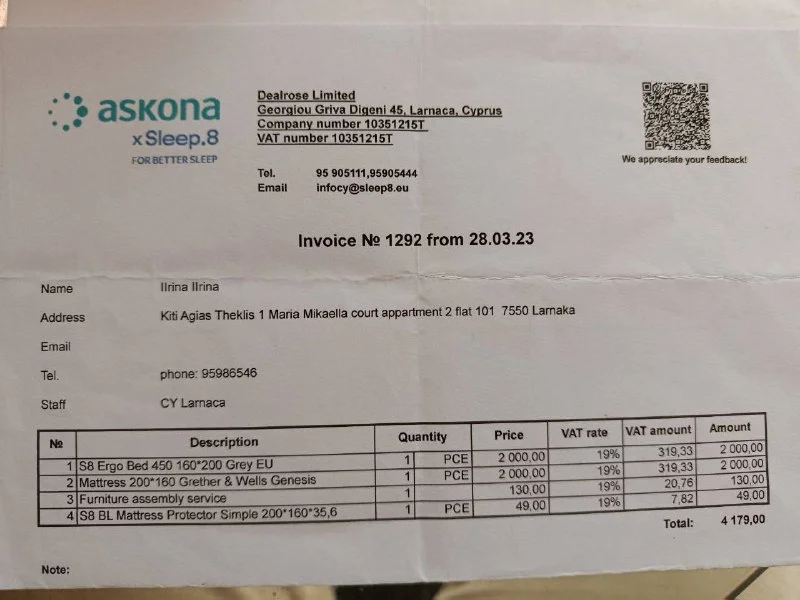 askona
x Sleep.8
FOR BETTER SLEEP
Dealrose Limited
Georgiou Griva Digeni 45, Larnaca, Cyprus
Company number 10351215T
VAT number 10351215T
Tel. 95 905111,95905444
Email infocy@sleep8.eu
We appreciate your feedback!
Invoice № 1292 from 28.03.23
Name IIrina IIrina
Address Kiti Agias Theklis 1 Maria Mikaella court appartment 2 flat 101 7550 Larnaka
Email
Tel. phone: 95986546
Staff CY Larnaca
№ Description Quantity Price VAT rate VAT amount Amount
1 S8 Ergo Bed 450 160*200 Grey EU 1 PCE 2 000,00 19% 319,33 2 000,00
2 Mattress 200*160 Grether & Wells Genesis 1 PCE 2 000,00 19% 319,33 2 000,00
3 Furniture assembly service 1 130,00 19% 20,76 130,00
4 S8 BL Mattress Protector Simple 200*160*35,6 1 PCE 49,00 19% 7,82 49,00
Total: 4 179,00
Note: